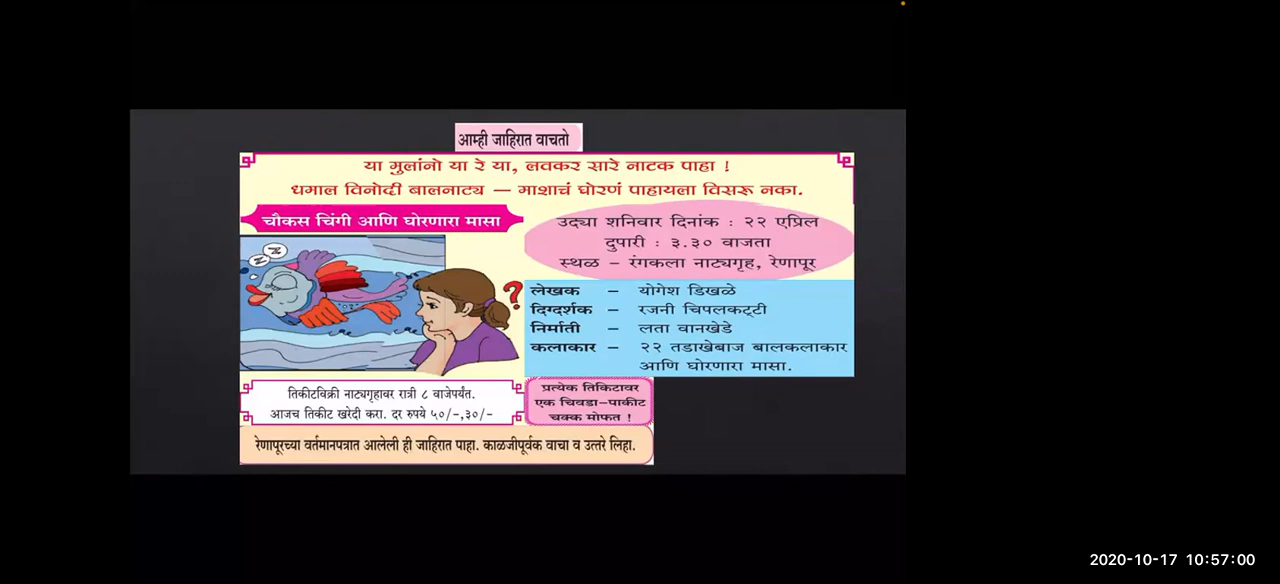 आम्ही जाहिरात वाचतो
या मुलांनो या रे या, लवकर सारे नाटक पाहा !
धमाल विनोदी बालनाट्य — माशाचं घोरणं पाहायला विसरू नका.
चौकस चिंगी आणि घोरणारा मासा
उद्या शनिवार दिनांक : २२ एप्रिल
दुपारी : ३.३० वाजता
स्थळ – रंगकला नाट्यगृह, रेणापूर
z z
?
लेखक – योगेश डिखळे
दिग्दर्शक – रजनी चिपलकट्टी
निर्माती – लता वानखेडे
कलाकार – २२ तडाखेबाज बालकलाकार
आणि घोरणारा मासा.
तिकीटविक्री नाट्यगृहावर रात्री ८ वाजेपर्यंत.
आजच तिकीट खरेदी करा. दर रुपये ५०/-,३०/-
प्रत्येक तिकिटावर
एक चिवडा-पाकीट
चक्क मोफत !
रेणापूरच्या वर्तमानपत्रात आलेली ही जाहिरात पाहा. काळजीपूर्वक वाचा व उत्तरे लिहा.
2020-10-17 10:57:00